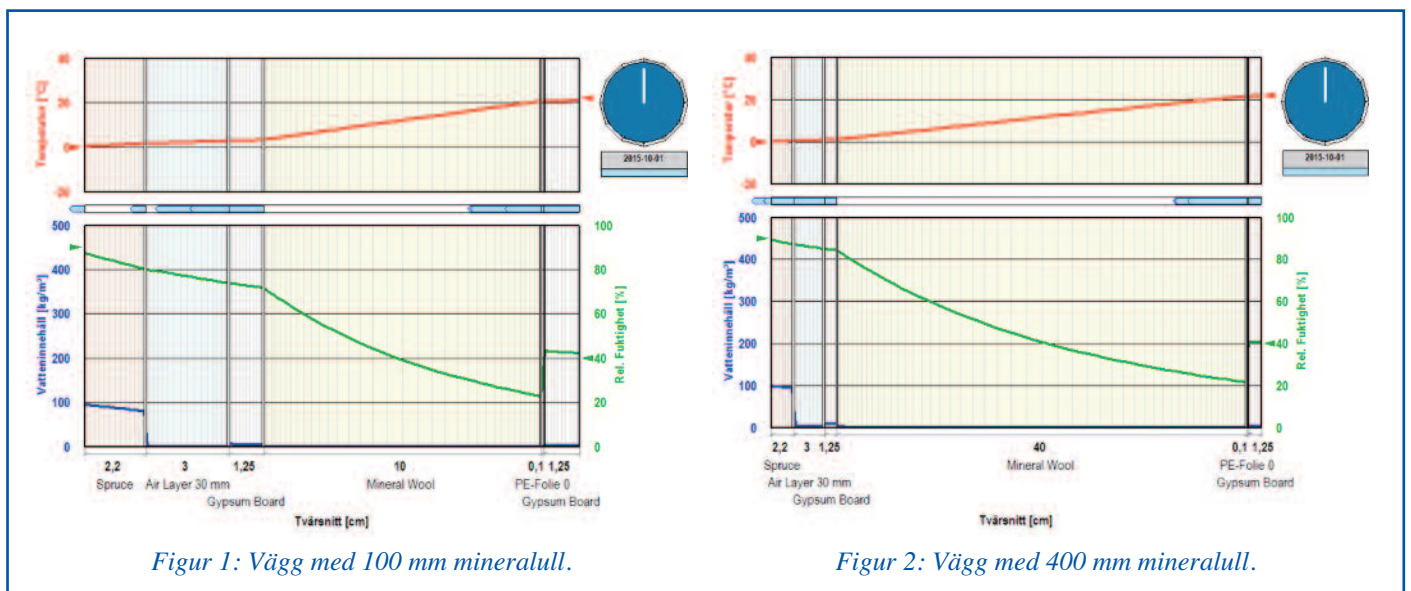 Temperatur [°C]
20
0
-20
2015-10-01
500
400
300
200
100
0
Vatteninnehåll [kg/m³]
100
80
60
40
20
0
Rel. Fuktighet [%]
2,2 3 1,25 10 0,1 1,25
Spruce Air Layer 30 mm Mineral Wool PE-Folie 0
Gypsum Board Gypsum Board
Tvärsnitt [cm]
Figur 1: Vägg med 100 mm mineralull.
Temperatur [°C]
20
0
-20
2015-10-01
500
400
300
200
100
0
Vatteninnehåll [kg/m³]
100
80
60
40
20
0
Rel. Fuktighet [%]
2,2 3 1,25 40 0,1 1,25
Spruce Mineral Wool PE-Folie 0
Air Layer 30 mm Gypsum Board
Gypsum Board
Tvärsnitt [cm]
Figur 2: Vägg med 400 mm mineralull.